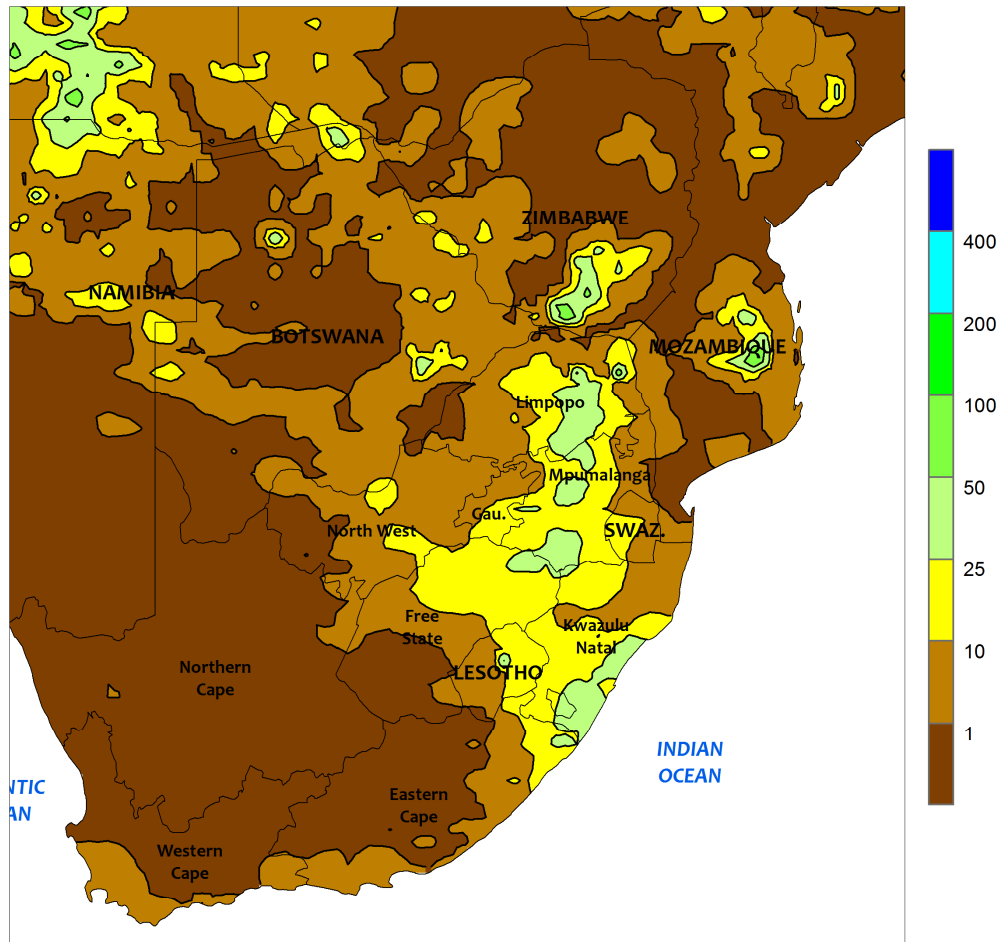 ZIMBABWE
NAMIBIA
BOTSWANA
MOZAMBIQUE
Limpopo
Mpumalanga
Gau.
North West
SWAZ.
Free
State
Kwazulu
Natal
LESOTHO
Northern
Cape
Eastern
Cape
Western
Cape
INDIAN
OCEAN
NTIC
AN
400
200
100
50
25
10
1